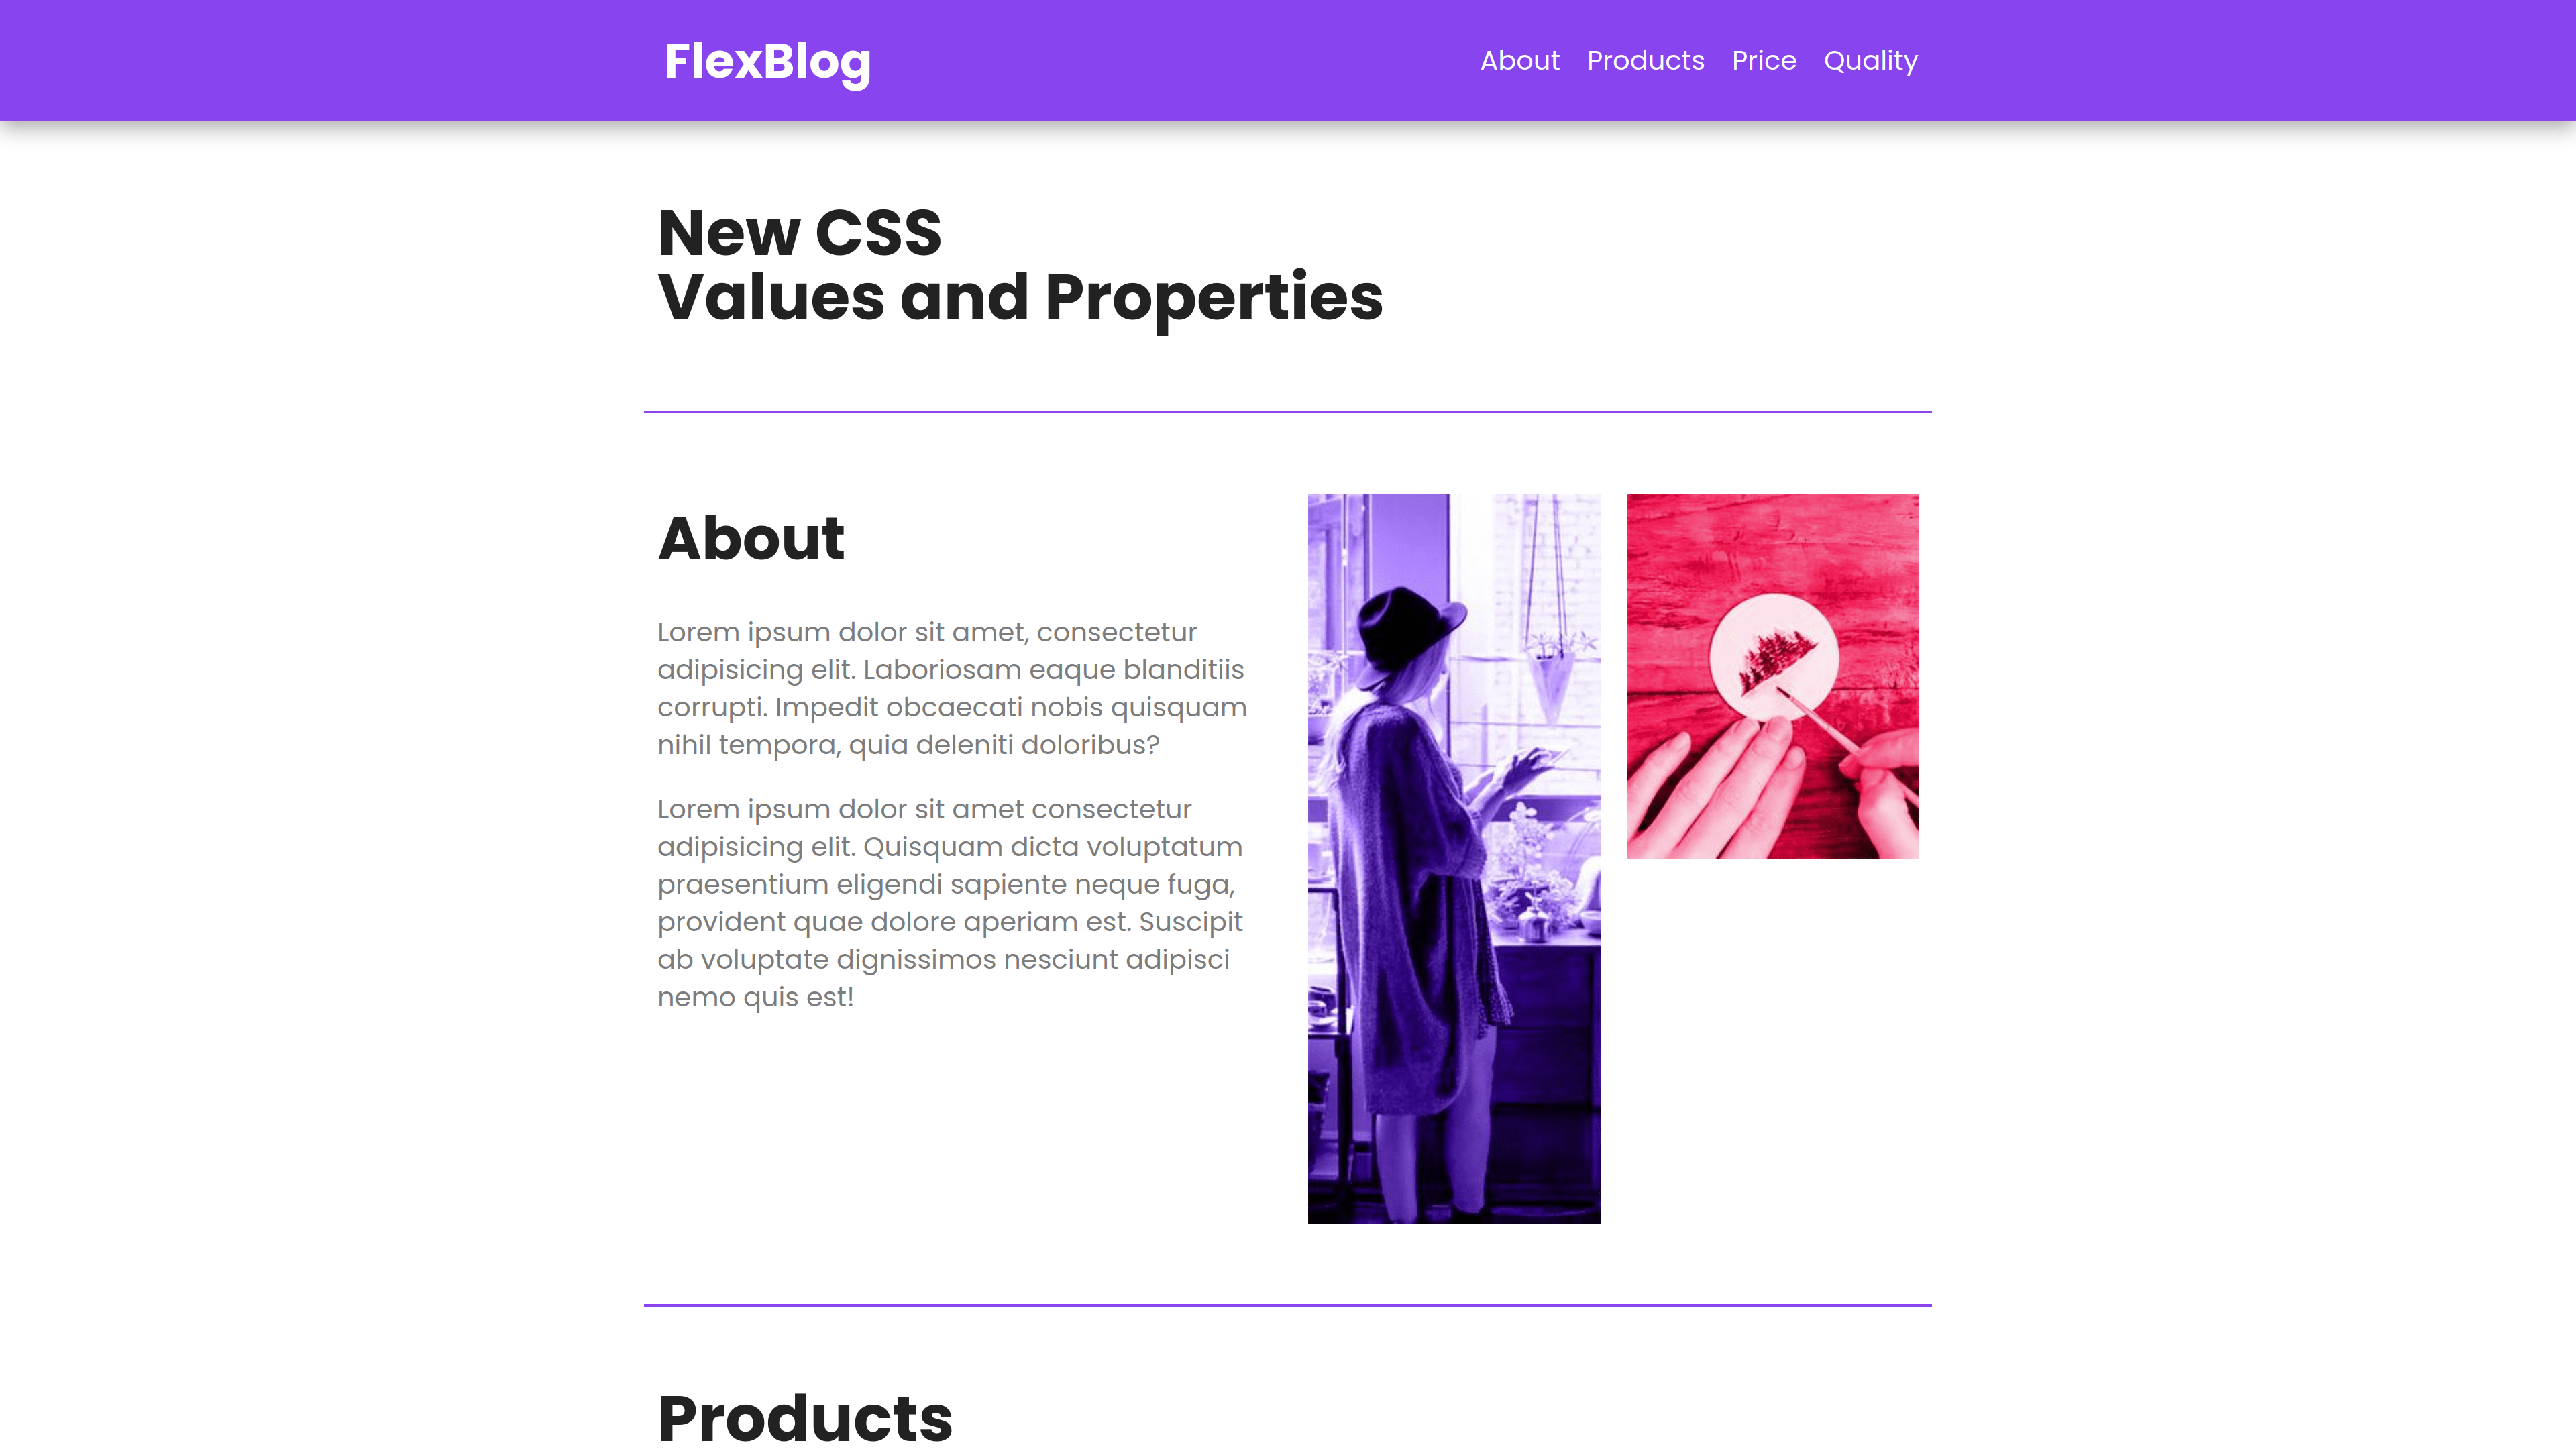 FlexBlog
About Products Price Quality
New CSS
Values and Properties
About
Lorem ipsum dolor sit amet, consectetur
adipisicing elit. Laboriosam eaque blanditiis
corrupti. Impedit obcaecati nobis quisquam
nihil tempora, quia deleniti doloribus?
Lorem ipsum dolor sit amet consectetur
adipisicing elit. Quisquam dicta voluptatum
praesentium eligendi sapiente neque fuga,
provident quae dolore aperiam est. Suscipit
ab voluptate dignissimos nesciunt adipisci
nemo quis est!
Products